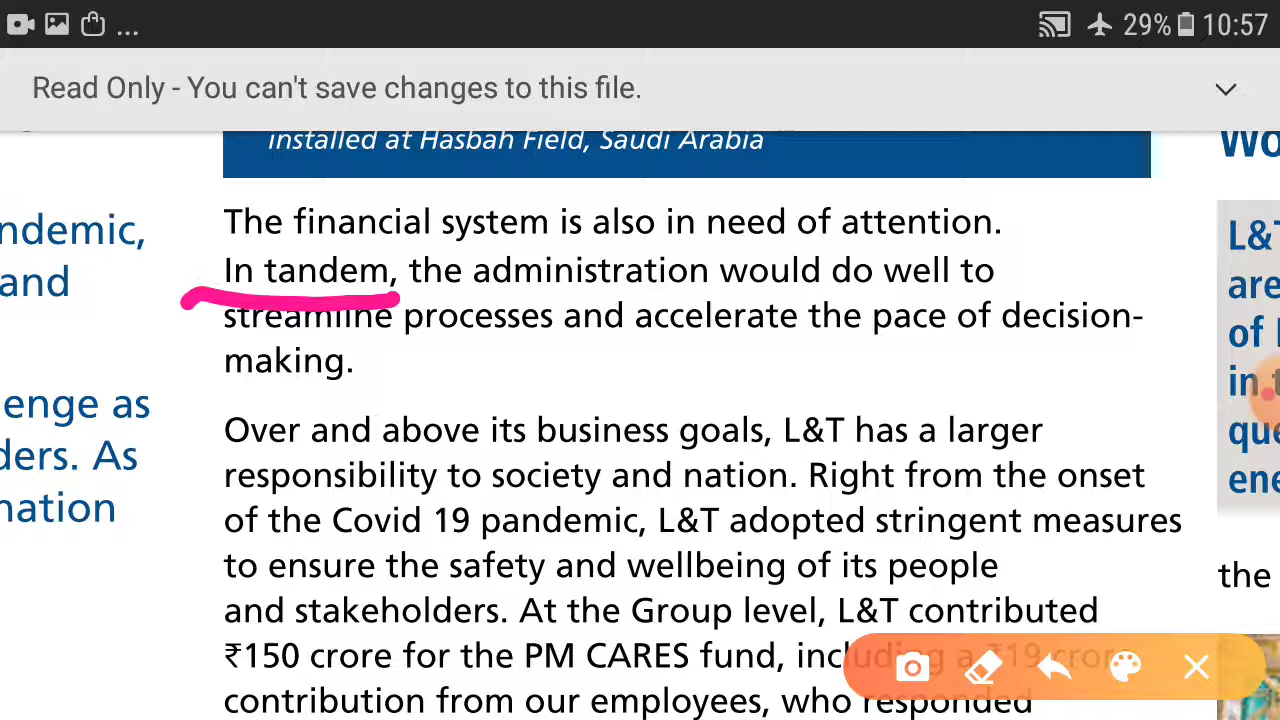 ... 29% 10:57
Read Only - You can't save changes to this file.
installed at Hasbah Field, Saudi Arabia
ndemic,
and
enge as
ders. As
nation
The financial system is also in need of attention.
In tandem, the administration would do well to
streamline processes and accelerate the pace of decision-
making.
Over and above its business goals, L&T has a larger
responsibility to society and nation. Right from the onset
of the Covid 19 pandemic, L&T adopted stringent measures
to ensure the safety and wellbeing of its people
and stakeholders. At the Group level, L&T contributed
₹150 crore for the PM CARES fund, including a ₹19 crore
contribution from our employees, who responded
Wo
L&T
are
of
in
que
ene
the